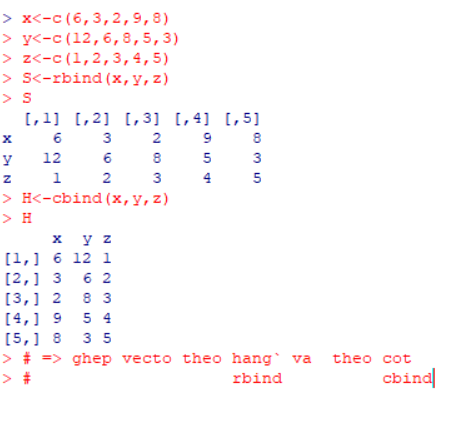 > x<-c(6,3,2,9,8)
> y<-c(12,6,8,5,3)
> z<-c(1,2,3,4,5)
> S<-rbind(x,y,z)
> S
  [,1] [,2] [,3] [,4] [,5]
x    6    3    2    9    8
y   12    6    8    5    3
z    1    2    3    4    5
> H<-cbind(x,y,z)
> H
     x  y z
[1,] 6 12 1
[2,] 3  6 2
[3,] 2  8 3
[4,] 9  5 4
[5,] 8  3 5
> # => ghep vecto theo hang` va  theo cot
> #                    rbind          cbind